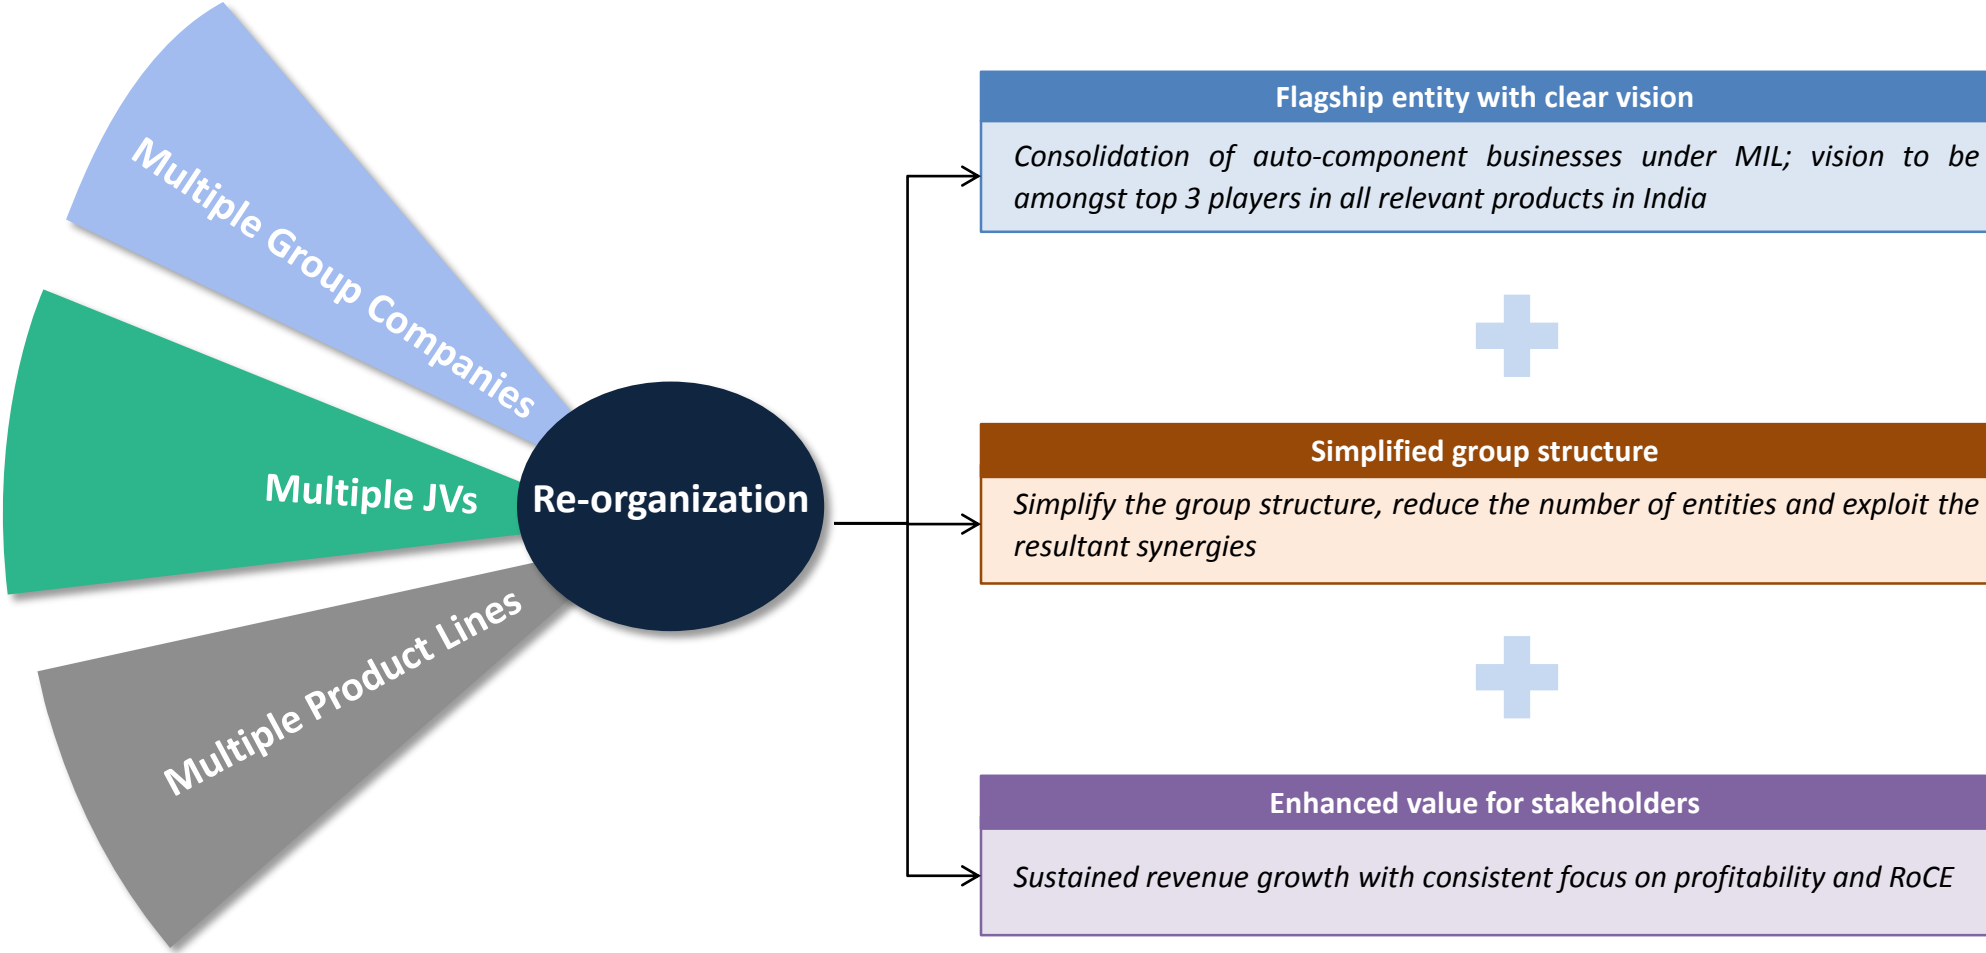 Multiple Group Companies
Multiple JVs
Multiple Product Lines
Re-organization
Flagship entity with clear vision
Consolidation of auto-component businesses under MIL; vision to be
amongst top 3 players in all relevant products in India
Simplified group structure
Simplify the group structure, reduce the number of entities and exploit the
resultant synergies
Enhanced value for stakeholders
Sustained revenue growth with consistent focus on profitability and RoCE